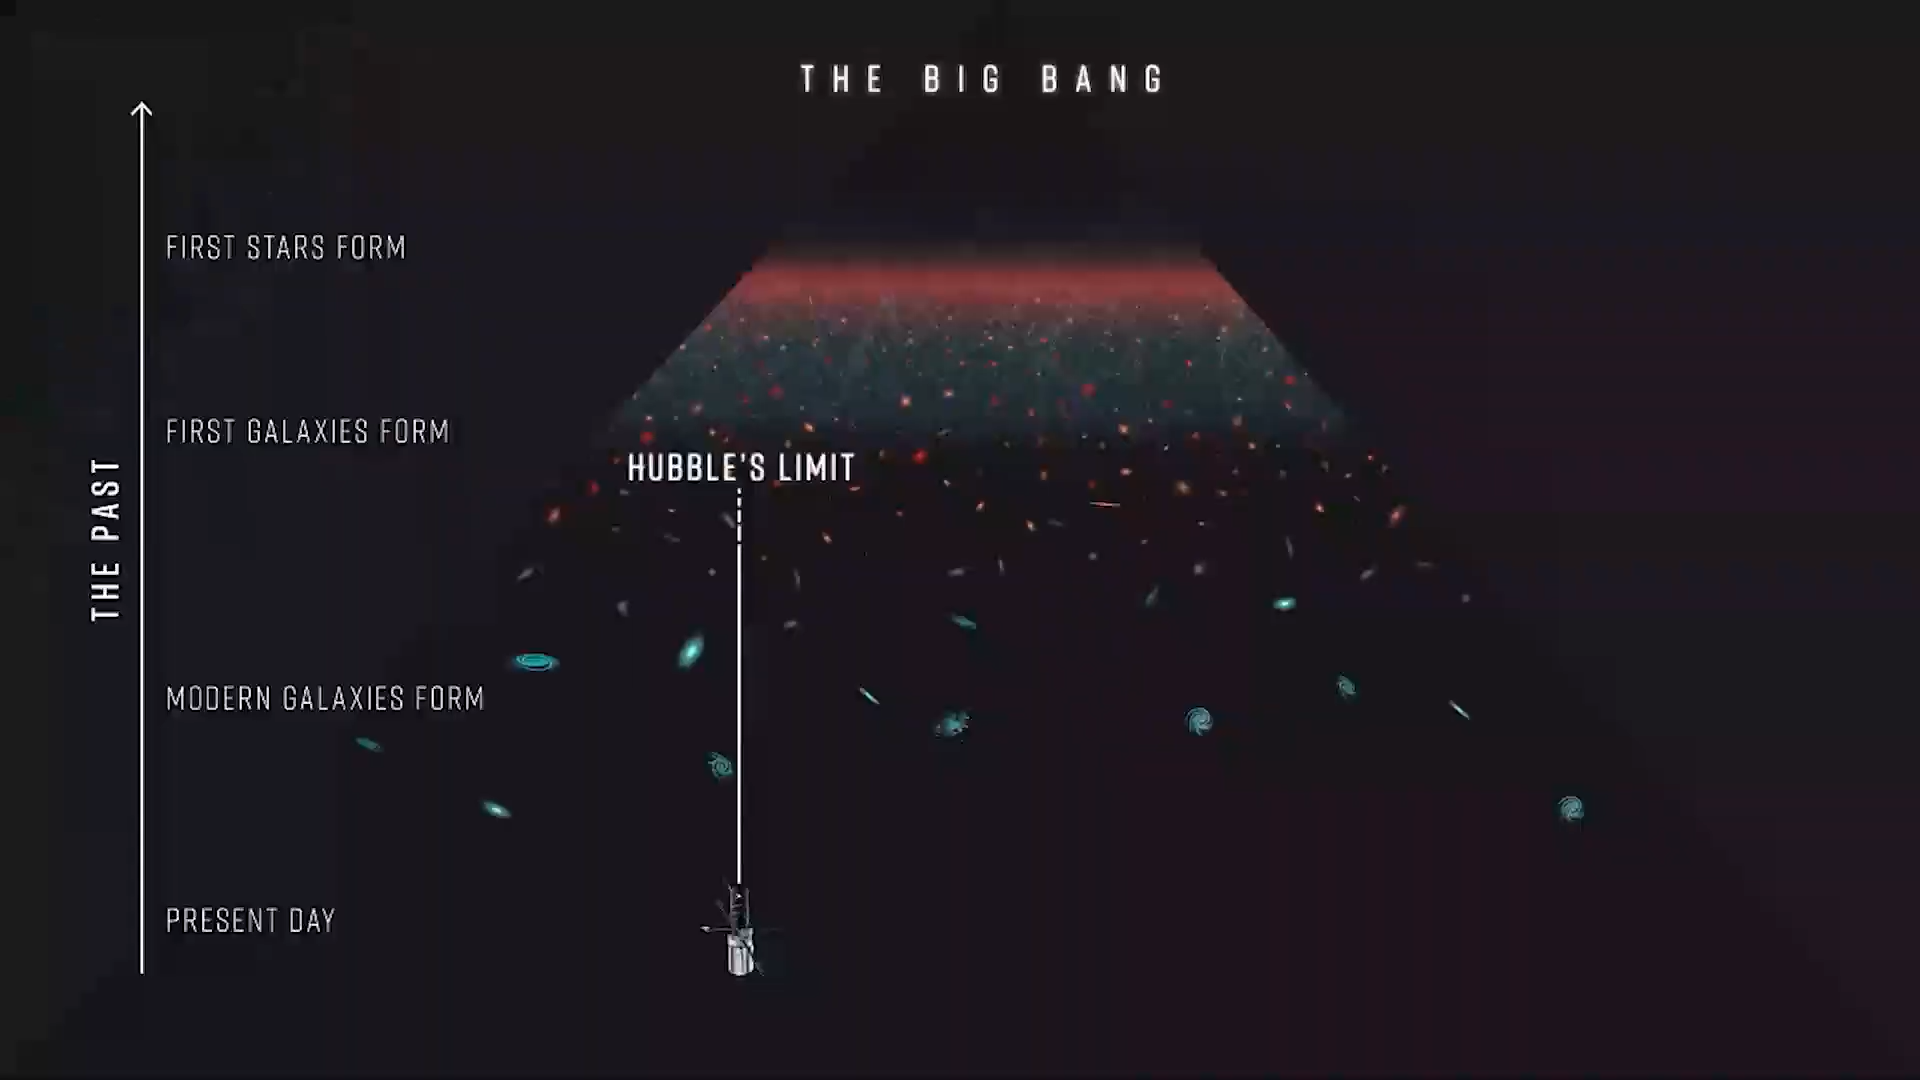 THE BIG BANG
FIRST STARS FORM
FIRST GALAXIES FORM
HUBBLE'S LIMIT
THE PAST
MODERN GALAXIES FORM
PRESENT DAY